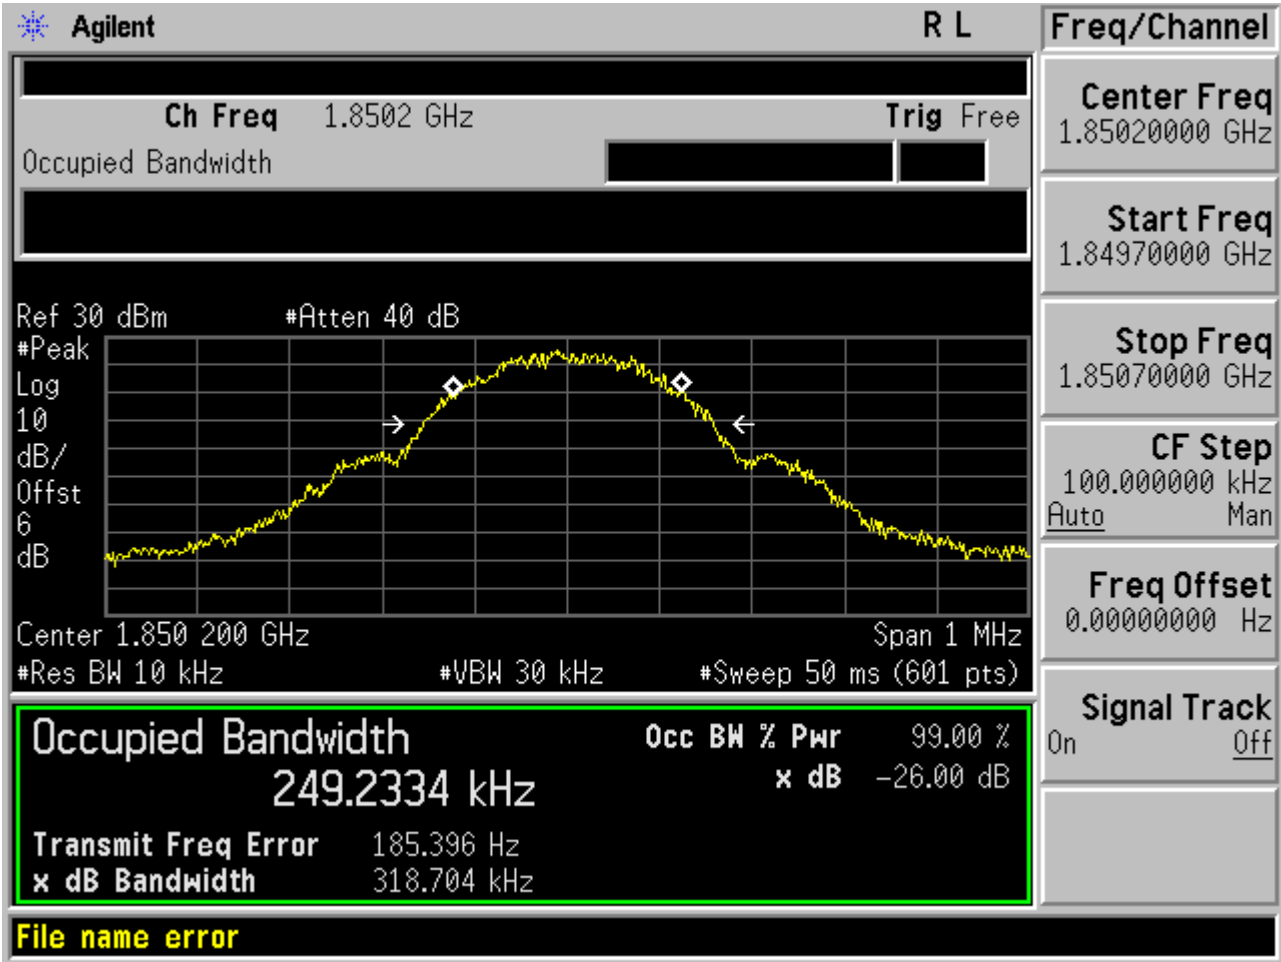 Agilent R L Freq/Channel
Ch Freq 1.8502 GHz Trig Free
Occupied Bandwidth
Center Freq
1.85020000 GHz
Start Freq
1.84970000 GHz
Stop Freq
1.85070000 GHz
CF Step
100.000000 kHz
Auto Man
Freq Offset
0.00000000 Hz
Signal Track
On Off
Ref 30 dBm #Atten 40 dB
#Peak
Log
10
dB/
Offst
6
dB
Center 1.850 200 GHz Span 1 MHz
#Res BW 10 kHz #VBW 30 kHz #Sweep 50 ms (601 pts)
Occupied Bandwidth Occ BW % Pwr 99.00 %
249.2334 kHz x dB -26.00 dB
Transmit Freq Error 185.396 Hz
x dB Bandwidth 318.704 kHz
File name error